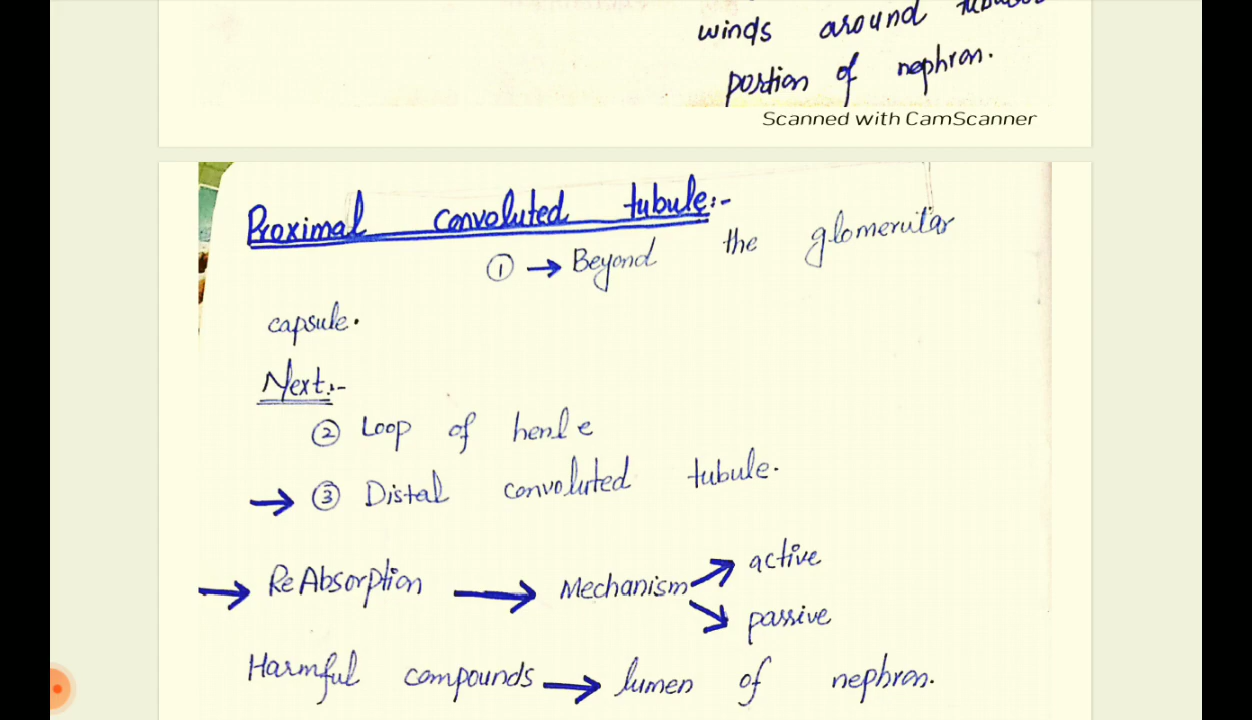 winds around
portion of nephron.
Scanned with CamScanner
Proximal convoluted tubule:-
① → Beyond the glomerular
capsule.
Next:-
② Loop of henle
→ ③ Distal convoluted tubule.
→ ReAbsorption → Mechanism active
passive
Harmful compounds → lumen of nephron.